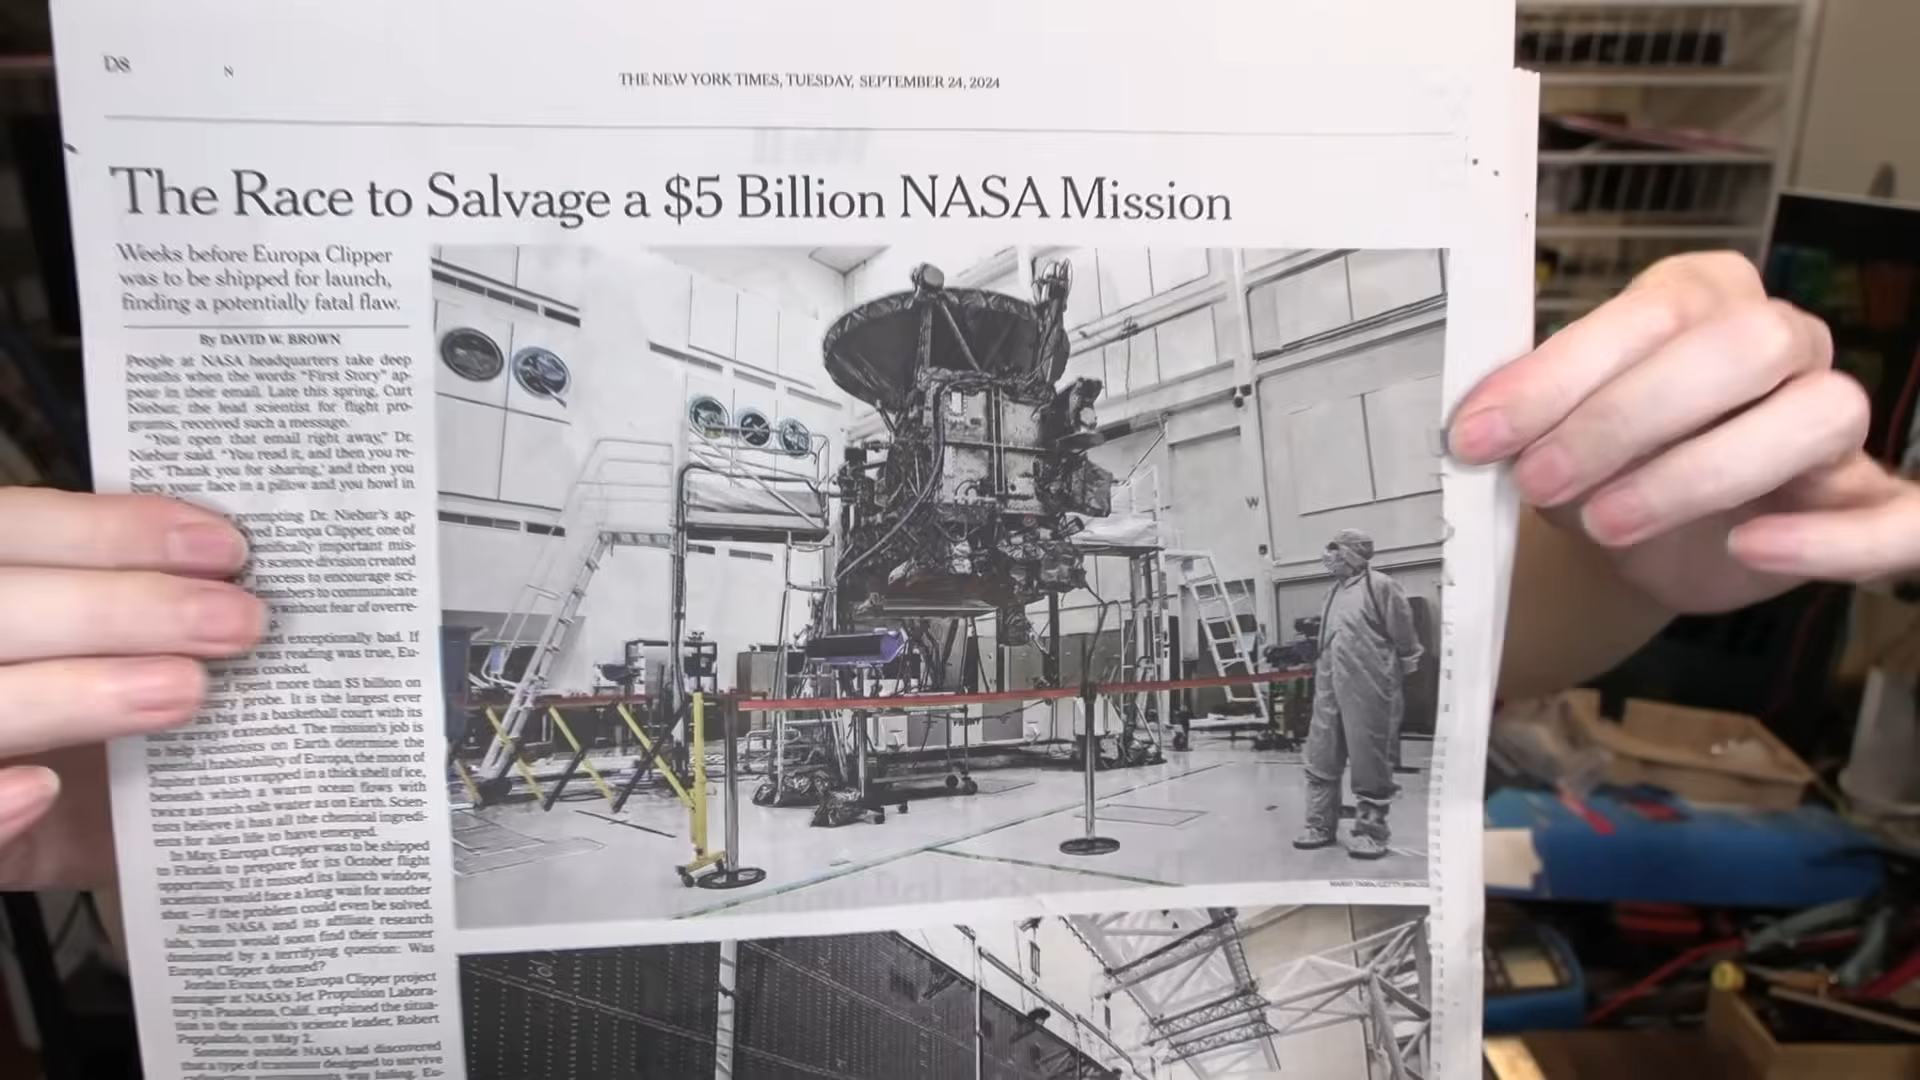 D8
N
THE NEW YORK TIMES, TUESDAY, SEPTEMBER 24, 2024
The Race to Salvage a $5 Billion NASA Mission
Weeks before Europa Clipper
was to be shipped for launch,
finding a potentially fatal flaw.
By DAVID W. BROWN
People at NASA headquarters take deep
breaths when the words "First Story" ap-
pear in their email. Late this spring, Curt
Niebur, the lead scientist for flight pro-
grams, received such a message.
"You open that email right away," Dr.
Niebur said. "You read it, and then you re-
ply, 'Thank you for sharing,' and then you
bury your face in a pillow and you howl in
promoting Dr. Niebur's ap-
Europa Clipper, one of
important mis-
science division created
process to encourage sci-
to communicate
without fear of overre-
exceptionally bad. If
was reading was true, Eu-
was cooked.
spent more than $5 billion on
probe. It is the largest ever
as big as a basketball court with its
arrays extended. The mission's job is
to help scientists on Earth determine the
potential habitability of Europa, the moon of
Jupiter that is wrapped in a thick shell of ice,
beneath which a warm ocean flows with
twice as much salt water as on Earth. Scien-
tists believe it has all the chemical ingredi-
ents for alien life to have emerged.
In May, Europa Clipper was to be shipped
to Florida to prepare for its October flight
opportunity. If it missed its launch window,
scientists would face a long wait for another
shot — if the problem could even be solved.
Across NASA and its affiliate research
labs, teams would soon find their summer
dominated by a terrifying question: Was
Europa Clipper doomed?
Jordan Evans, the Europa Clipper project
manager at NASA's Jet Propulsion Labora-
tory in Pasadena, Calif., explained the situa-
tion to the mission's science leader, Robert
Pappalardo, on May 2.
Someone outside NASA had discovered
that a type of transistor designed to survive
was failing. Eu-
W
FRONT
MARIO TAMA/GETTY IMAGES